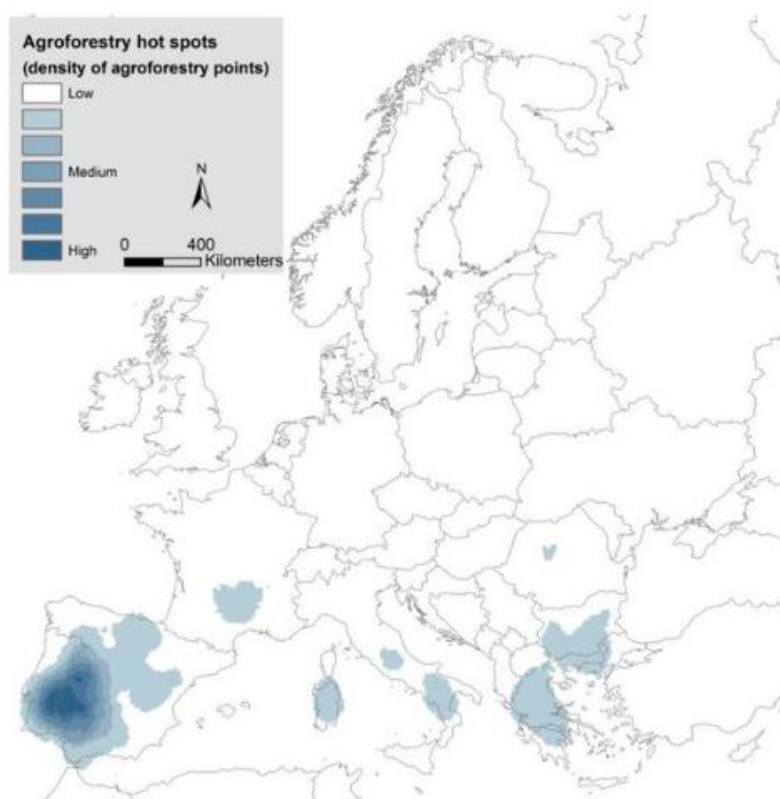 Agroforestry hot spots
(density of agroforestry points)
Low
Medium
High
N
0 400
Kilometers